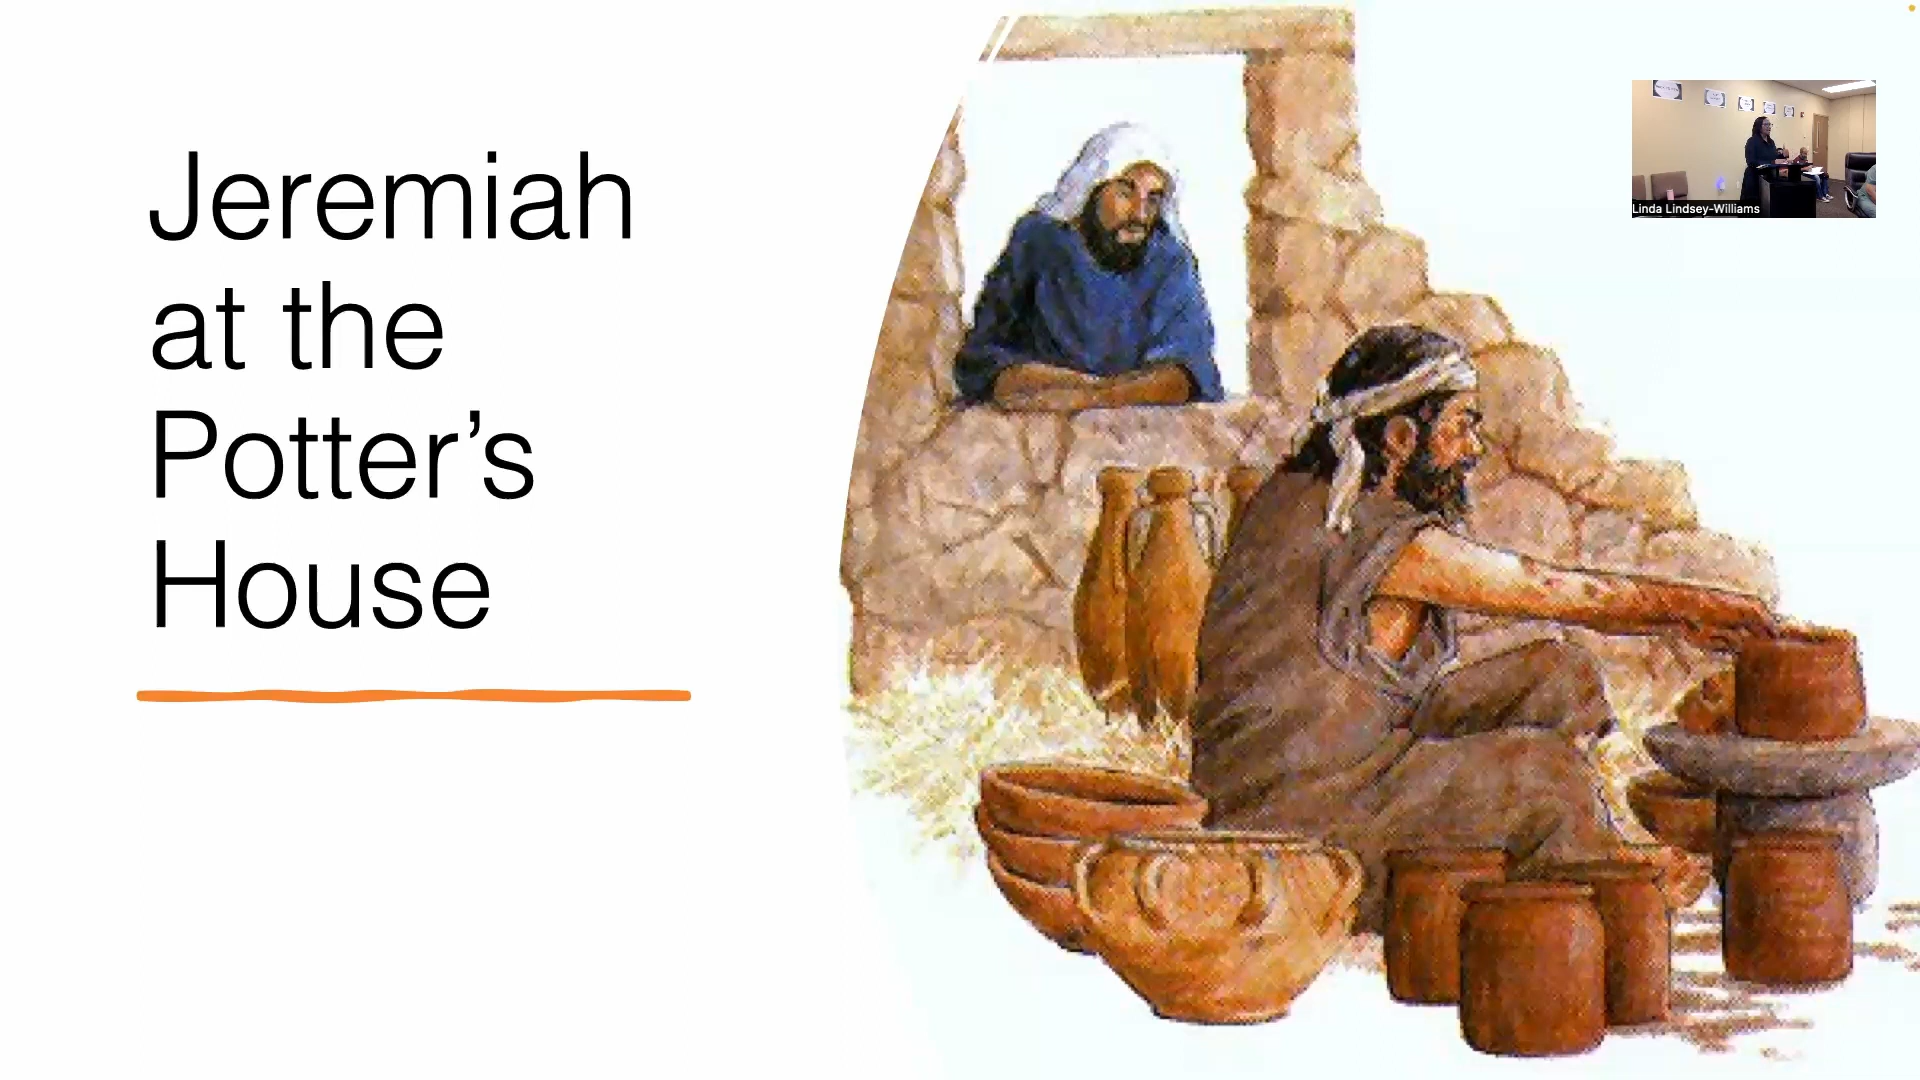 Jeremiah
at the
Potter’s
House
Linda Lindsey-Williams